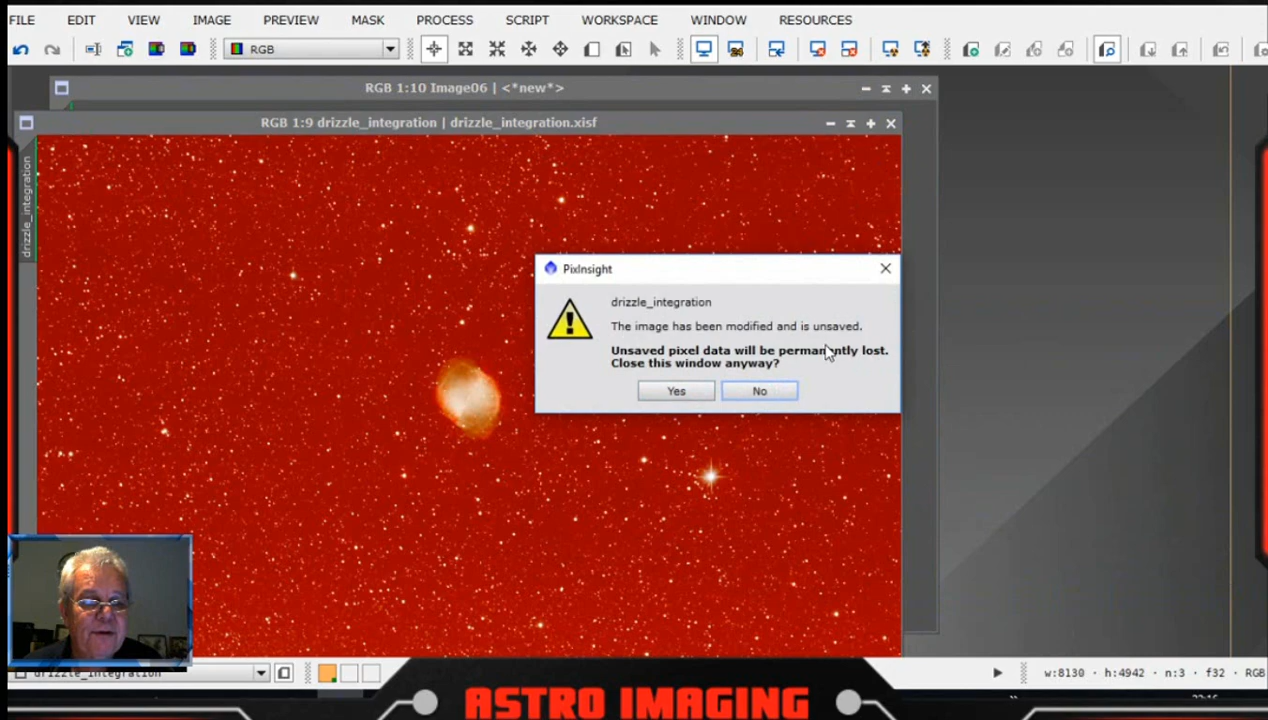 FILE EDIT VIEW IMAGE PREVIEW MASK PROCESS SCRIPT WORKSPACE WINDOW RESOURCES
RGB
RGB 1:10 Image06 | <*new*>
RGB 1:9 drizzle_integration | drizzle_integration.xisf
drizzle_integration
PixInsight
drizzle_integration
The image has been modified and is unsaved.
Unsaved pixel data will be permanently lost.
Close this window anyway?
Yes No
drizzle_integration
w:8130 · h:4942 · n:3 · f32 · RGB
ASTRO IMAGING